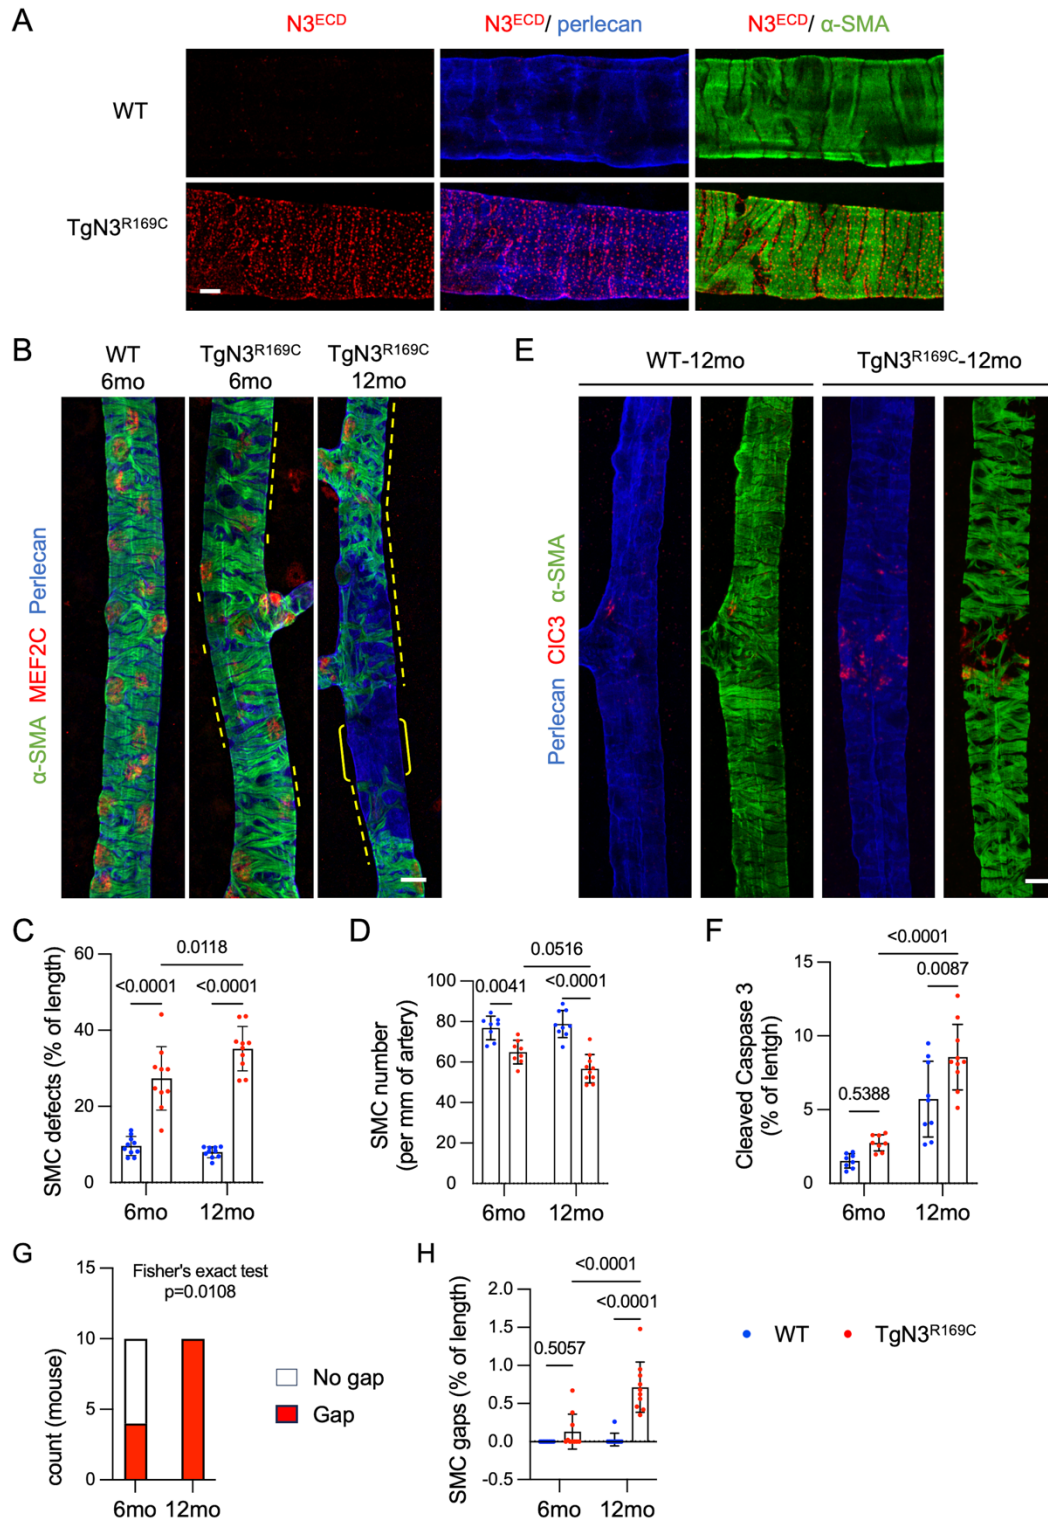 A
N3ECD
N3ECD/ perlecan
N3ECD/ α-SMA
WT
TgN3R169C
B
WT
6mo
TgN3R169C
6mo
TgN3R169C
12mo
α-SMA MEF2C Perlecan
E
WT-12mo
TgN3R169C-12mo
Perlecan ClC3 α-SMA
C
SMC defects (% of length)
60
40
20
0
<0.0001
0.0118
<0.0001
6mo
12mo
D
SMC number
(per mm of artery)
100
80
60
40
20
0
0.0516
0.0041
<0.0001
6mo
12mo
F
Cleaved Caspase 3
(% of lentgh)
15
10
5
0
<0.0001
0.0087
0.5388
6mo
12mo
G
count (mouse)
15
10
5
0
Fisher's exact test
p=0.0108
6mo
12mo
No gap
Gap
H
SMC gaps (% of length)
2.0
1.5
1.0
0.5
0.0
-0.5
<0.0001
<0.0001
0.5057
6mo
12mo
WT
TgN3R169C